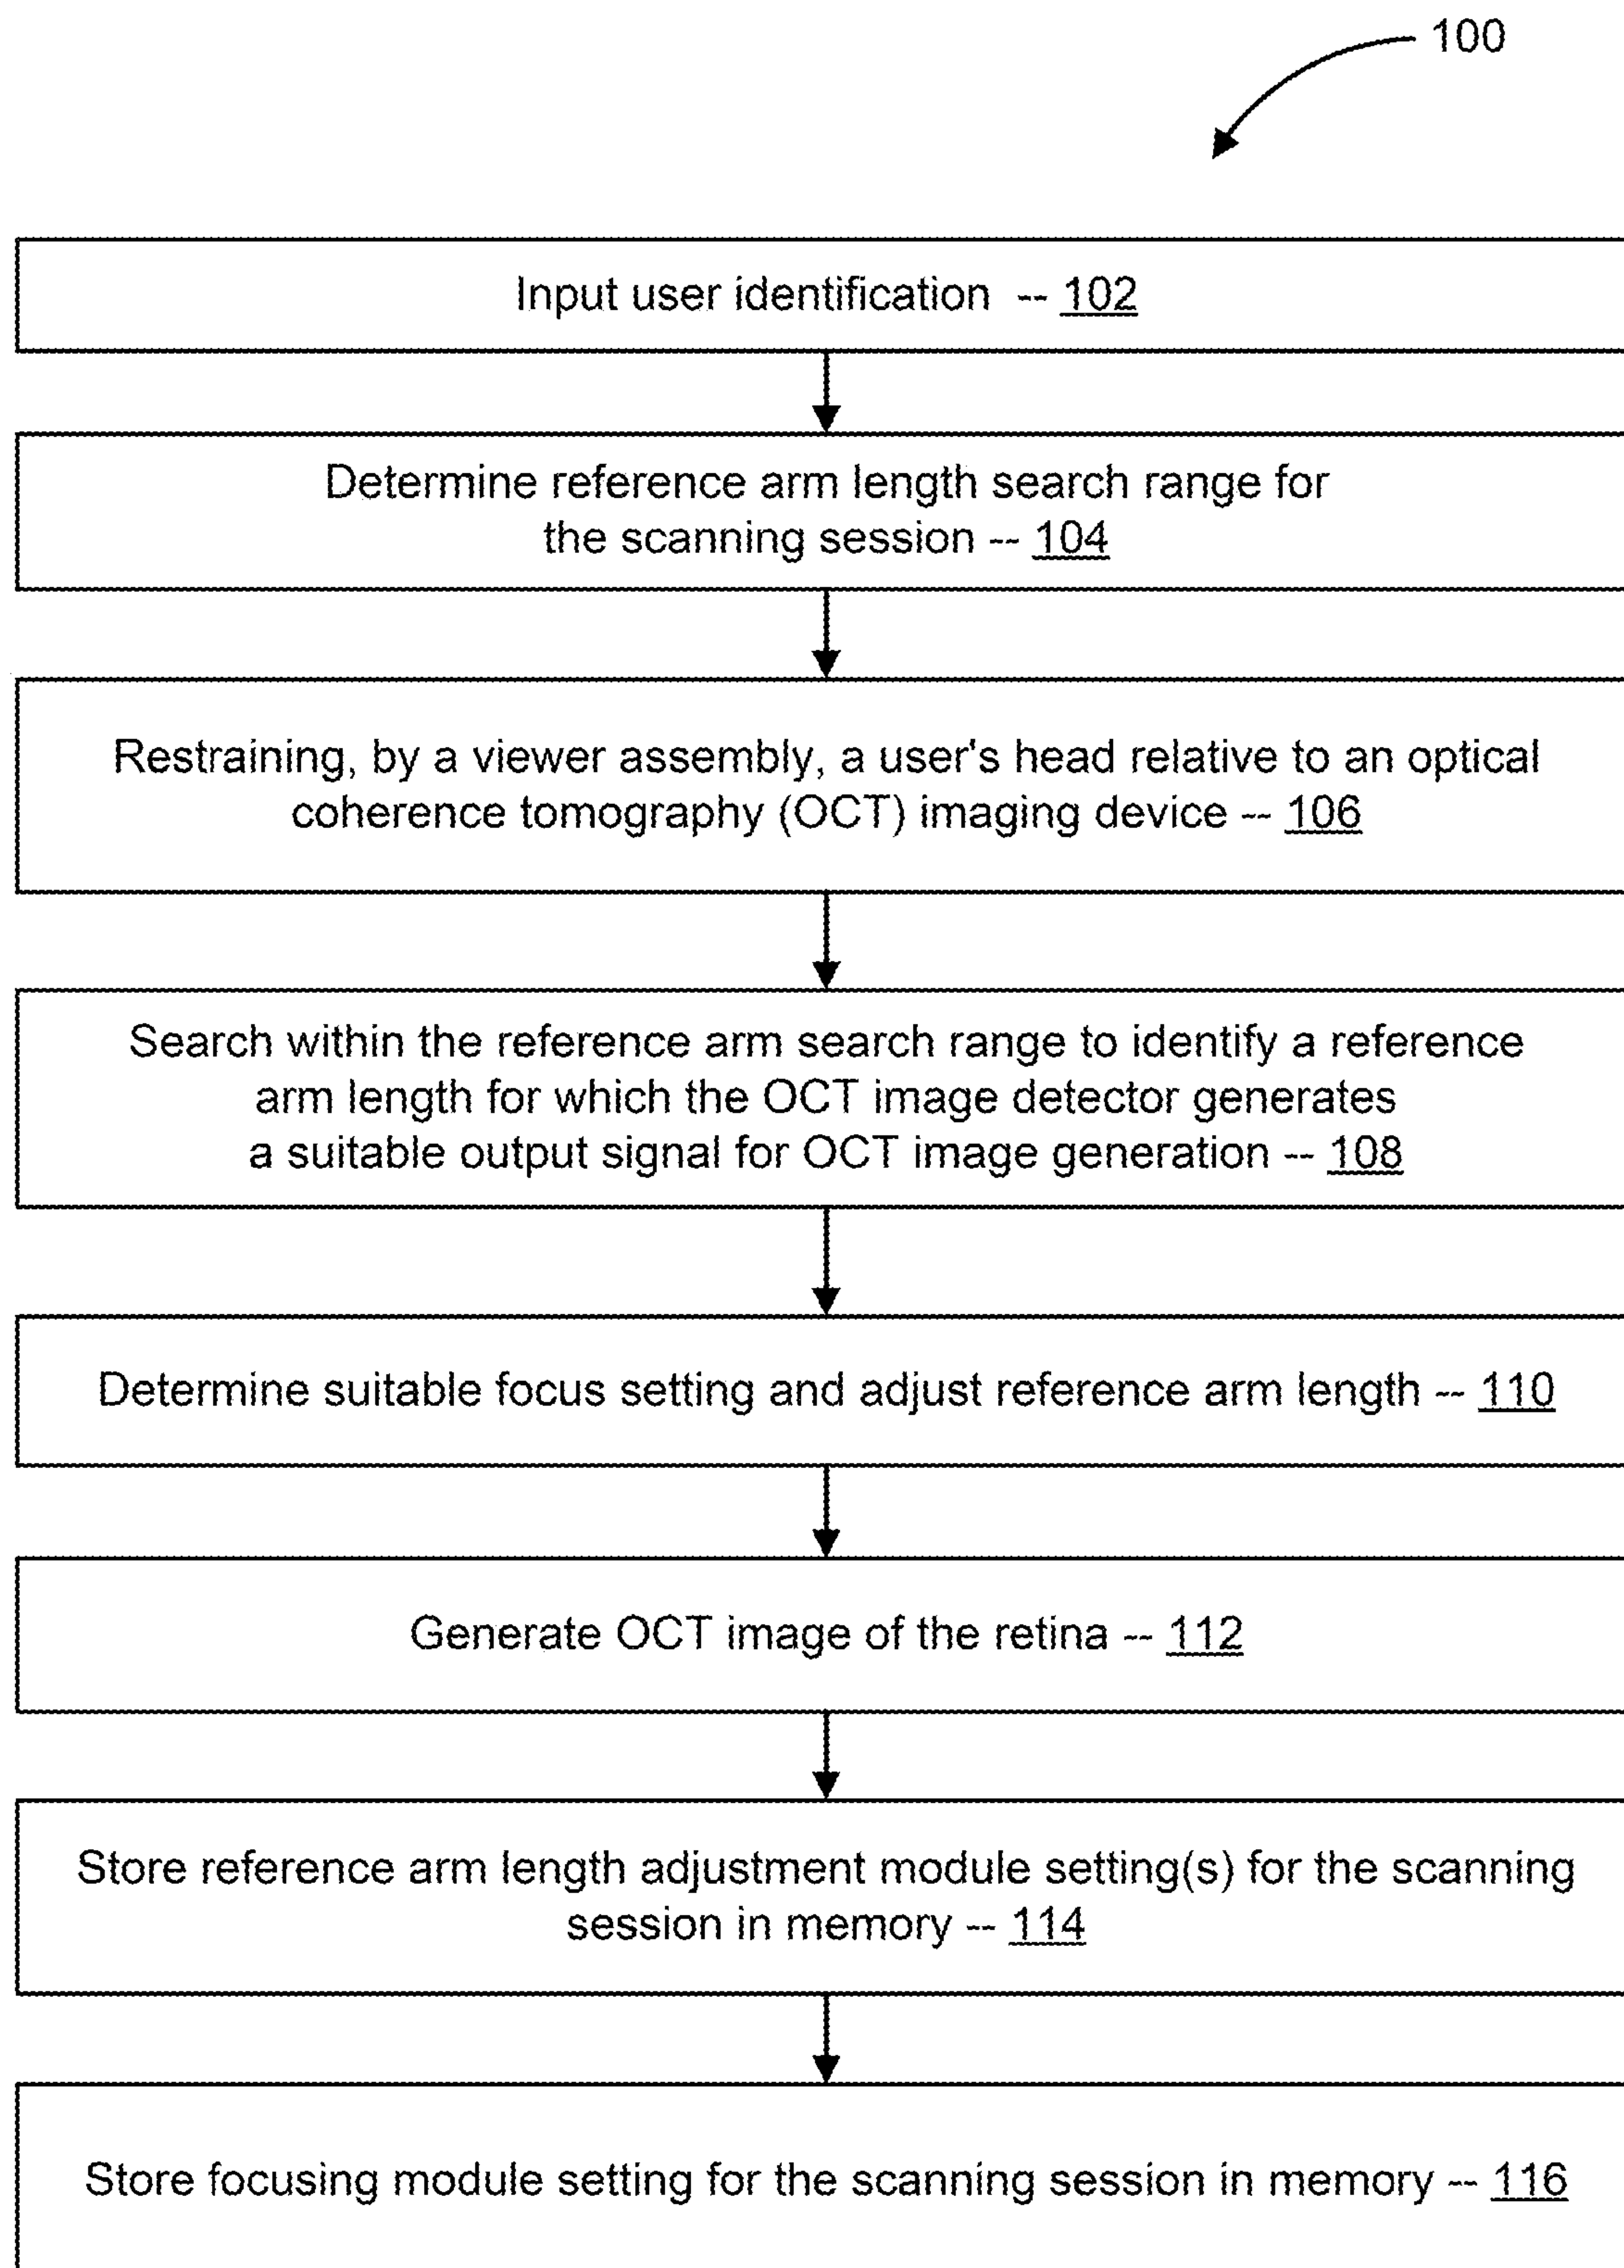 100
Input user identification -- 102
Determine reference arm length search range for
the scanning session -- 104
Restraining, by a viewer assembly, a user's head relative to an optical
coherence tomography (OCT) imaging device -- 106
Search within the reference arm search range to identify a reference
arm length for which the OCT image detector generates
a suitable output signal for OCT image generation -- 108
Determine suitable focus setting and adjust reference arm length -- 110
Generate OCT image of the retina -- 112
Store reference arm length adjustment module setting(s) for the scanning
session in memory -- 114
Store focusing module setting for the scanning session in memory -- 116